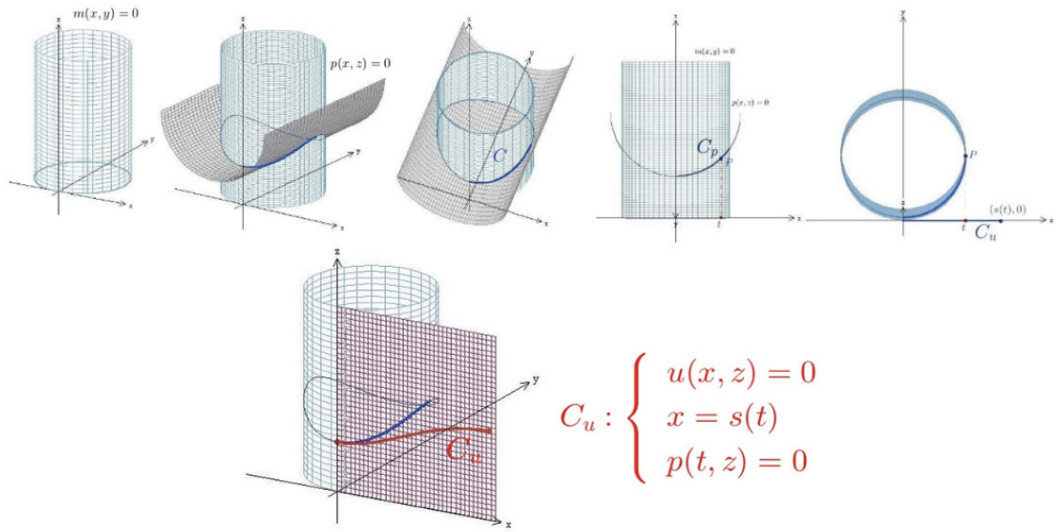 m(x, y) = 0
z
y
x
p(x, z) = 0
z
y
x
z
y
C
x
z
m(x, y) = 0
p(x, z) = 0
C_p
P
y
t
x
y
P
z
(s(t), 0)
t
x
C_u
z
y
C_u
x
C_u : { u(x, z) = 0
x = s(t)
p(t, z) = 0